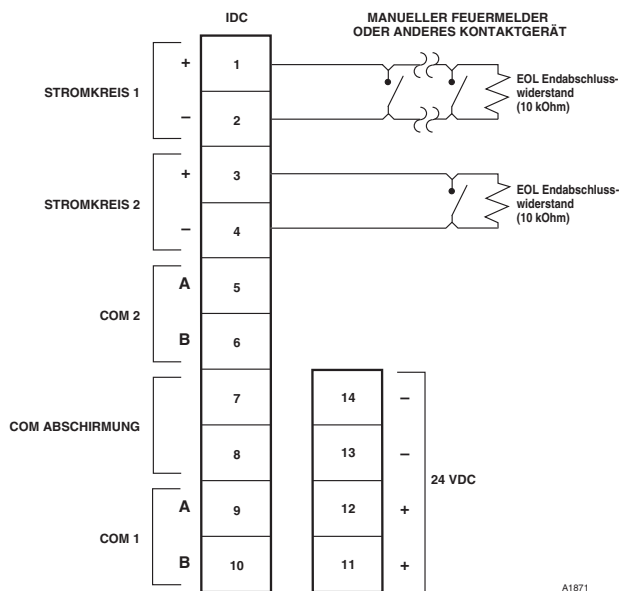 IDC
MANUELLER FEUERMELDER
ODER ANDERES KONTAKTGERÄT
STROMKREIS 1
+
1
–
2
EOL Endabschluss-
widerstand
(10 kOhm)
STROMKREIS 2
+
3
–
4
EOL Endabschluss-
widerstand
(10 kOhm)
COM 2
A
5
B
6
COM ABSCHIRMUNG
7
8
COM 1
A
9
B
10
14
–
13
–
12
+
11
+
24 VDC
A1871